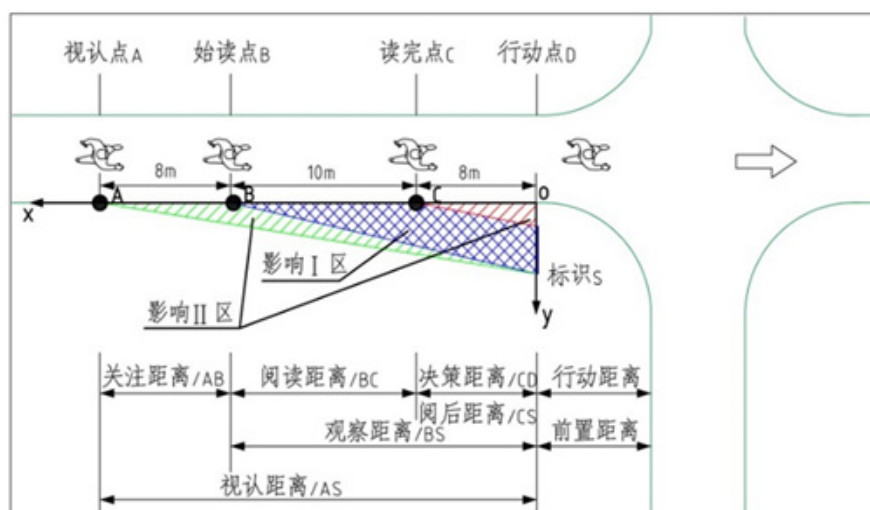 视认点A 始读点B 读完点C 行动点D
8m 10m 8m
x A B C o
影响Ⅰ区 标识S
影响Ⅱ区 y
关注距离/AB 阅读距离/BC 决策距离/CD 行动距离
阅后距离/CS
观察距离/BS 前置距离
视认距离/AS